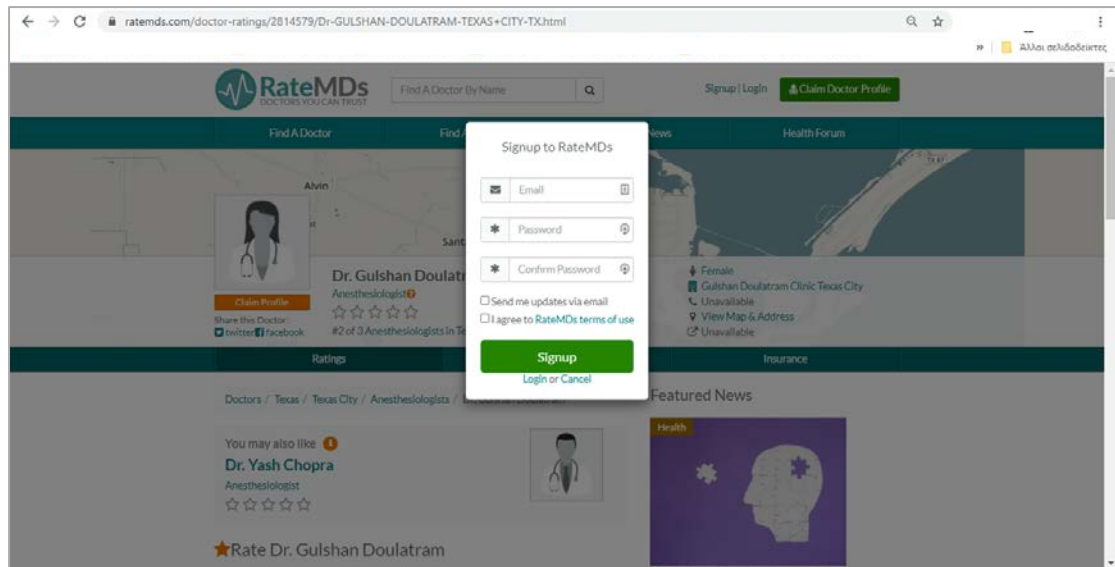 ratemds.com/doctor-ratings/2814579/Dr-GULSHAN-DOULATRAM-TEXAS+CITY-TX.html
» Άλλοι σελιδοδείκτες
RateMDs
DOCTORS YOU CAN TRUST
Find A Doctor By Name
Signup | Login
Claim Doctor Profile
Find A Doctor
Find
News
Health Forum
Signup to RateMDs
Email
Password
Confirm Password
Send me updates via email
I agree to RateMDs terms of use
Signup
Login or Cancel
Alvin
Sant
Dr. Gulshan Doulatr
Anesthesiologist
#2 of 3 Anesthesiologists in Te
Claim Profile
Share this Doctor:
twitter facebook
Female
Gulshan Doulatram Clinic Texas City
Unavailable
View Map & Address
Unavailable
Ratings
Insurance
Doctors / Texas / Texas City / Anesthesiologists /
You may also like
Dr. Yash Chopra
Anesthesiologist
Rate Dr. Gulshan Doulatram
Featured News
Health